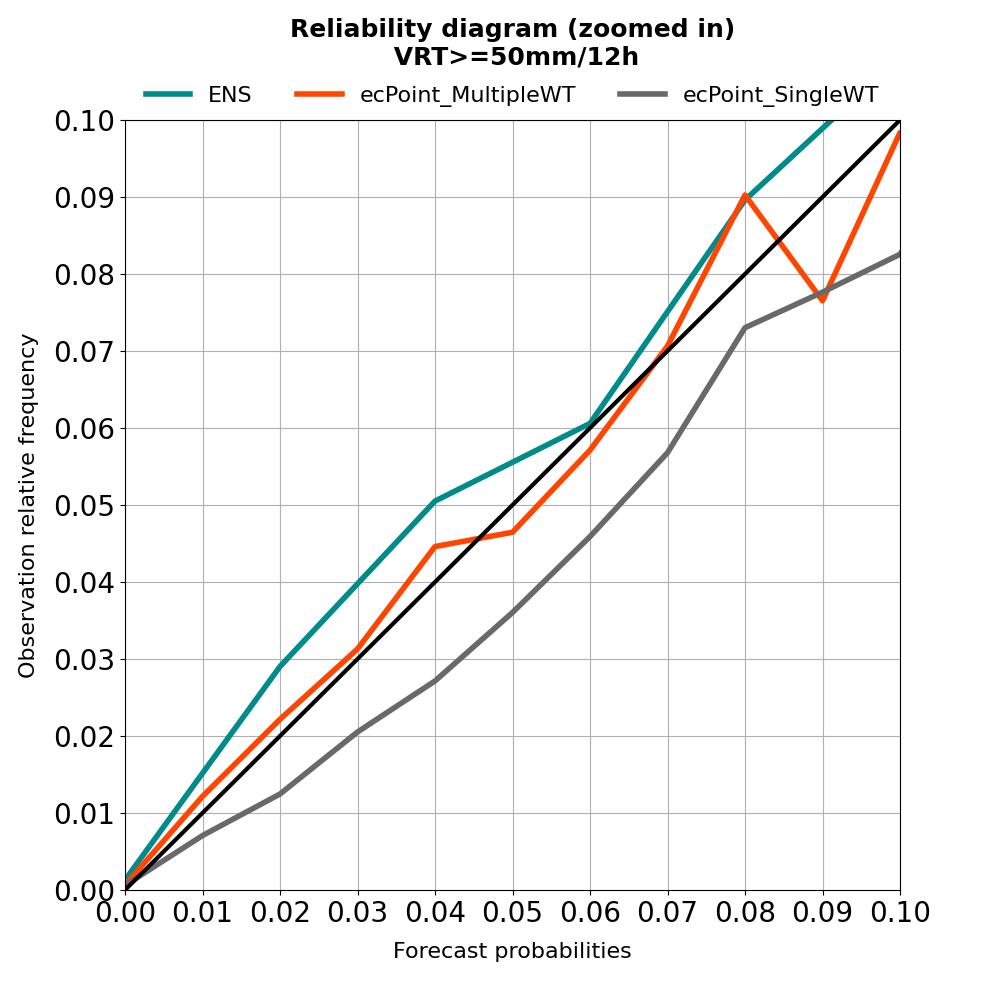 Reliability diagram (zoomed in)
VRT>=50mm/12h
ENS ecPoint_MultipleWT ecPoint_SingleWT
0.10
0.09
0.08
0.07
0.06
0.05
0.04
0.03
0.02
0.01
0.00
Observation relative frequency
0.00 0.01 0.02 0.03 0.04 0.05 0.06 0.07 0.08 0.09 0.10
Forecast probabilities